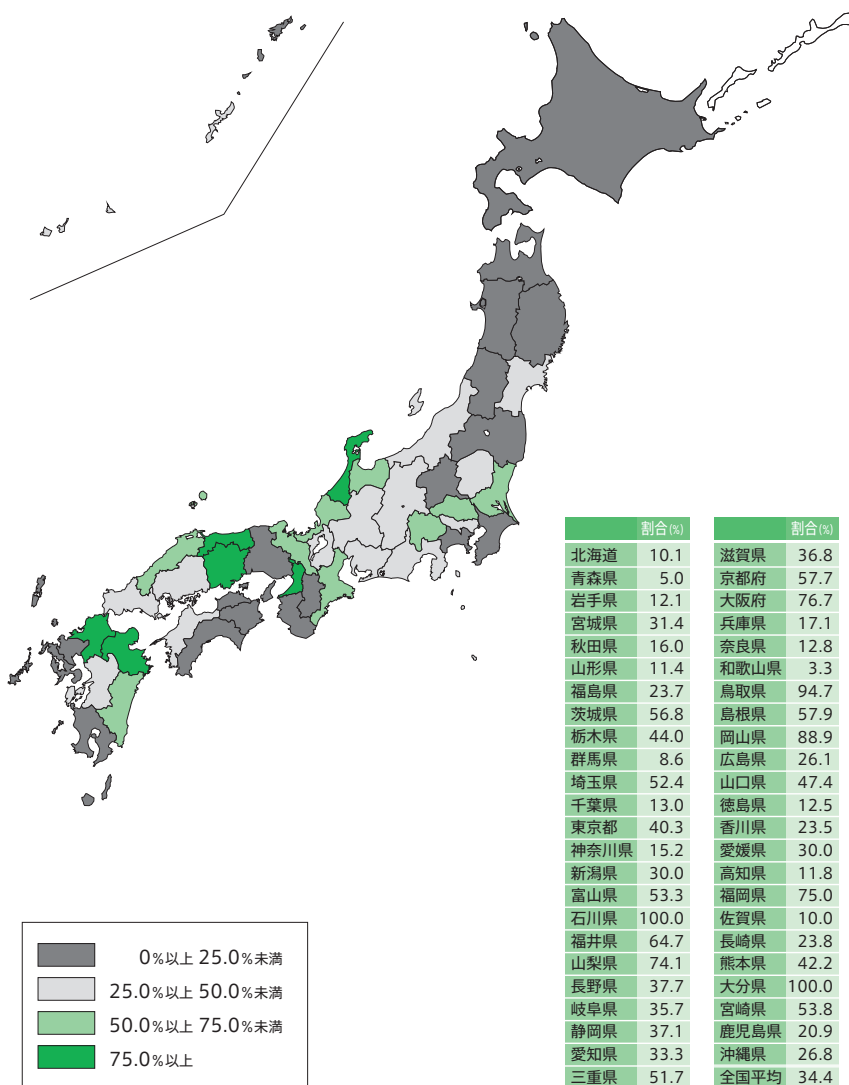 0%以上 25.0%未満
25.0%以上 50.0%未満
50.0%以上 75.0%未満
75.0%以上
割合(%)
北海道 10.1
青森県 5.0
岩手県 12.1
宮城県 31.4
秋田県 16.0
山形県 11.4
福島県 23.7
茨城県 56.8
栃木県 44.0
群馬県 8.6
埼玉県 52.4
千葉県 13.0
東京都 40.3
神奈川県 15.2
新潟県 30.0
富山県 53.3
石川県 100.0
福井県 64.7
山梨県 74.1
長野県 37.7
岐阜県 35.7
静岡県 37.1
愛知県 33.3
三重県 51.7
割合(%)
滋賀県 36.8
京都府 57.7
大阪府 76.7
兵庫県 17.1
奈良県 12.8
和歌山県 3.3
鳥取県 94.7
島根県 57.9
岡山県 88.9
広島県 26.1
山口県 47.4
徳島県 12.5
香川県 23.5
愛媛県 30.0
高知県 11.8
福岡県 75.0
佐賀県 10.0
長崎県 23.8
熊本県 42.2
大分県 100.0
宮崎県 53.8
鹿児島県 20.9
沖縄県 26.8
全国平均 34.4